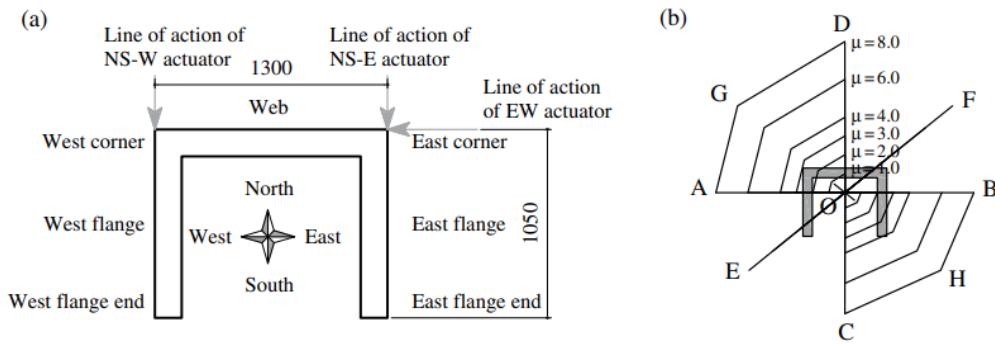 (a)
Line of action of
NS-W actuator
Line of action of
NS-E actuator
1300
Web
Line of action
of EW actuator
West corner
East corner
North
West flange
West
East
East flange
1050
South
West flange end
East flange end
(b)
D
μ = 8.0
G
μ = 6.0
F
μ = 4.0
μ = 3.0
μ = 2.0
μ = 1.0
A
O
B
E
H
C